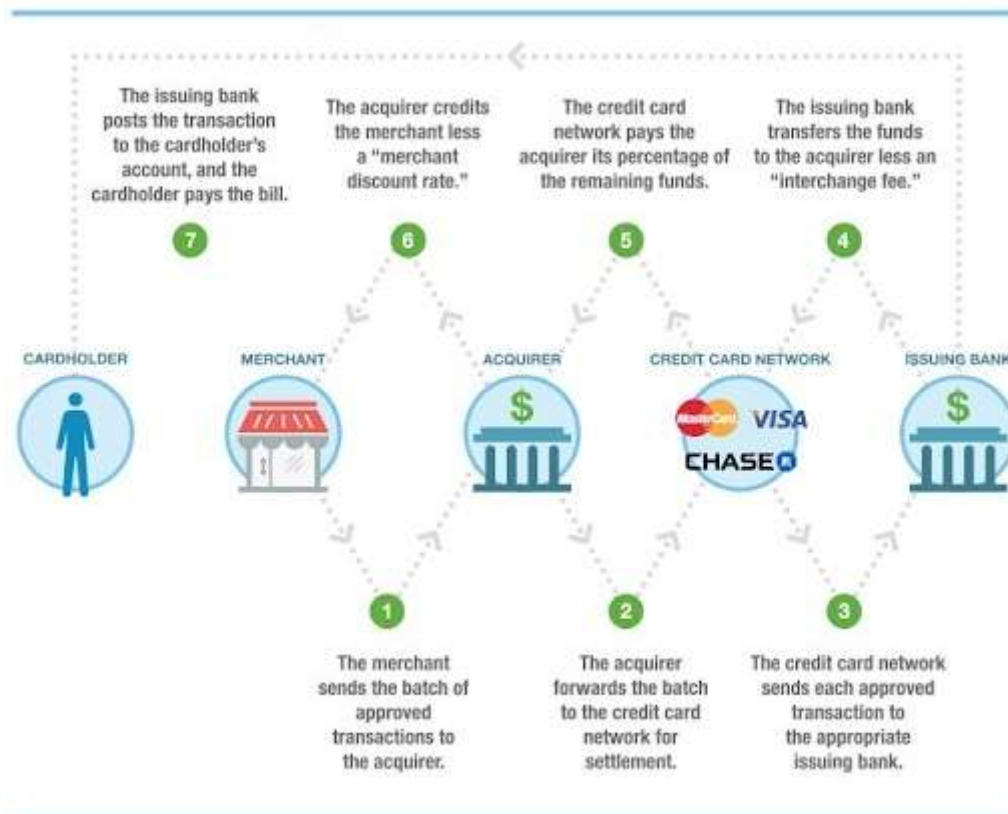 The issuing bank
posts the transaction
to the cardholder's
account, and the
cardholder pays the bill.
7
The acquirer credits
the merchant less
a “merchant
discount rate.”
6
The credit card
network pays the
acquirer its percentage of
the remaining funds.
5
The issuing bank
transfers the funds
to the acquirer less an
“interchange fee.”
4
CARDHOLDER
MERCHANT
ACQUIRER
$
CREDIT CARD NETWORK
MasterCard
VISA
CHASE
ISSUING BANK
$
1
The merchant
sends the batch of
approved
transactions to
the acquirer.
2
The acquirer
forwards the batch
to the credit card
network for
settlement.
3
The credit card network
sends each approved
transaction to
the appropriate
issuing bank.